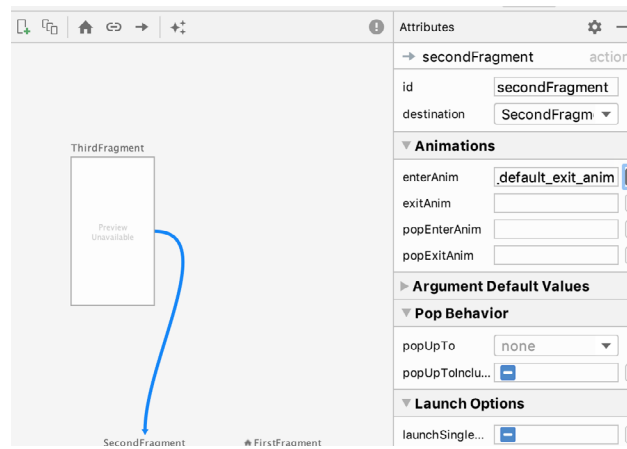 Attributes
secondFragment action
id secondFragment
destination SecondFragm
Animations
enterAnim _default_exit_anim
exitAnim
popEnterAnim
popExitAnim
Argument Default Values
Pop Behavior
popUpTo none
popUpToInclu...
Launch Options
launchSingle...
ThirdFragment
Preview
Unavailable
SecondFragment
FirstFragment